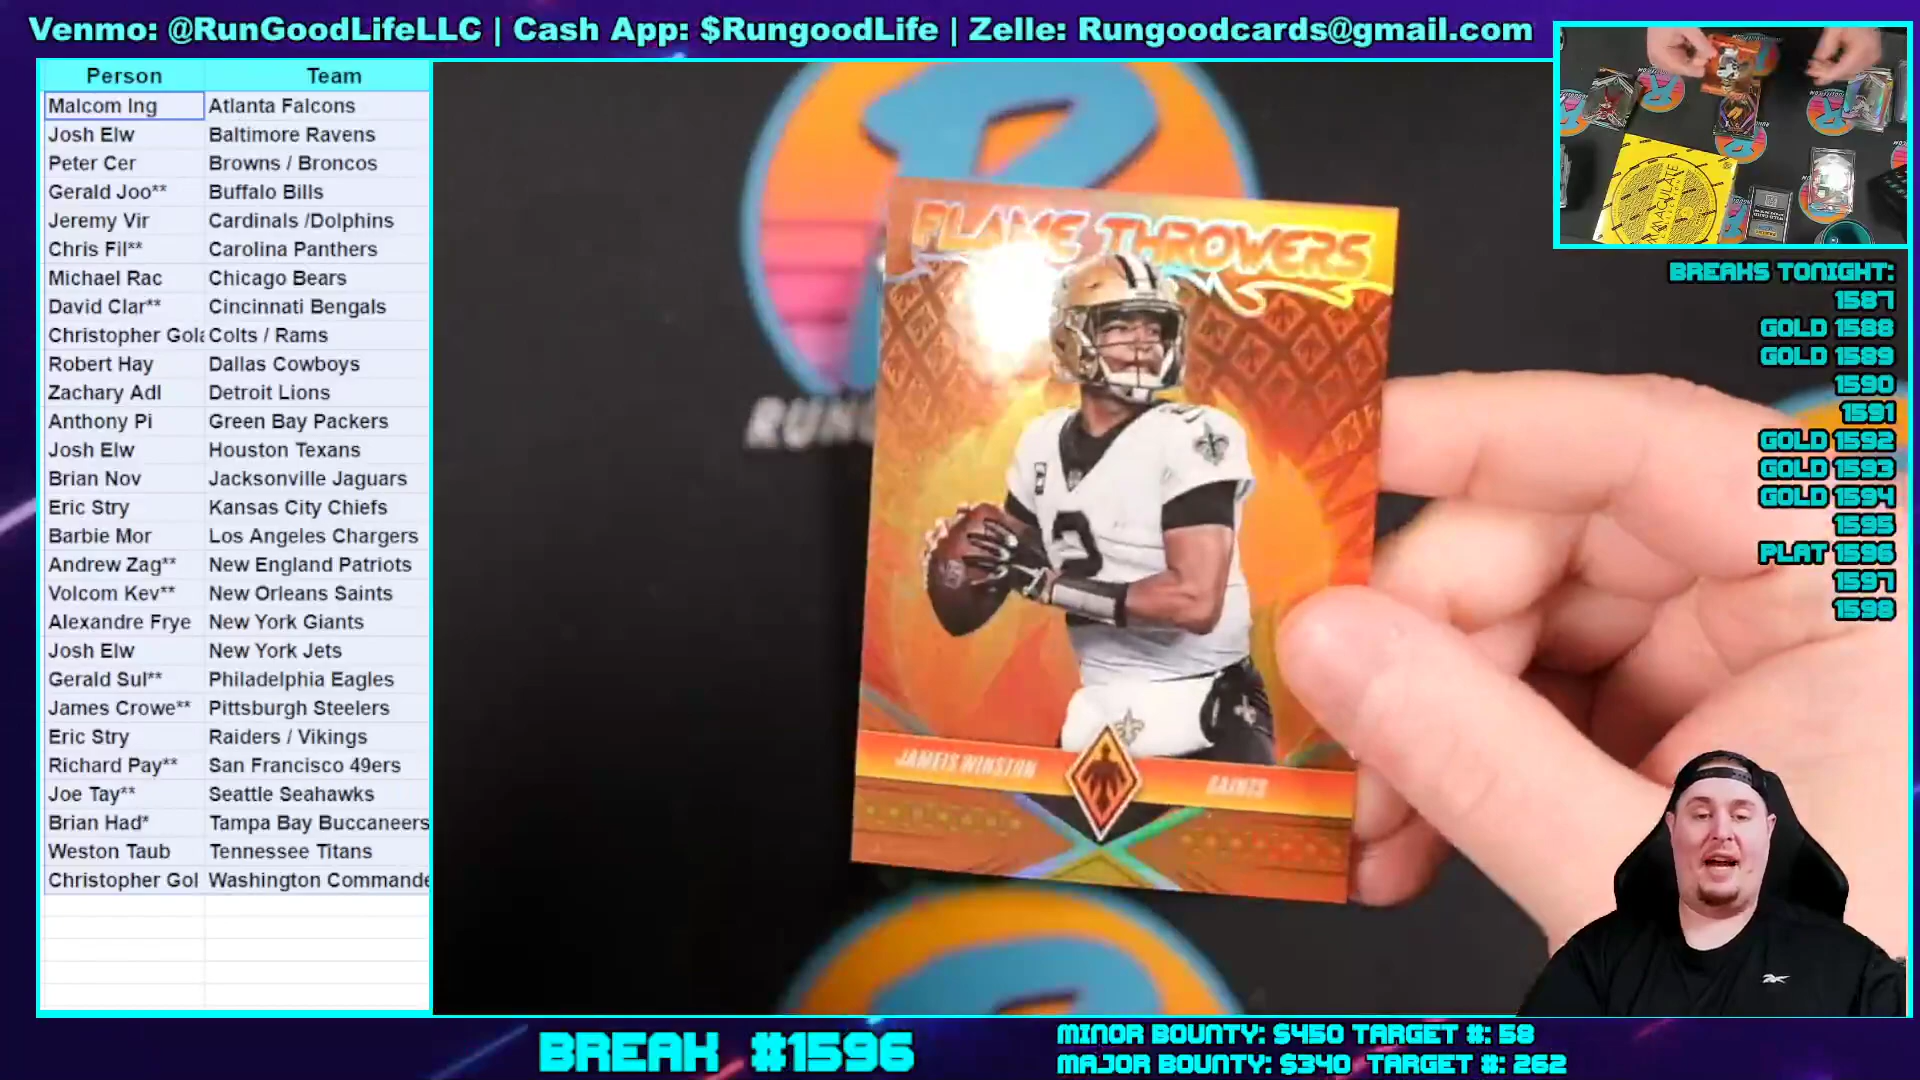 Venmo: @RunGoodLifeLLC | Cash App: $RungoodLife | Zelle: Rungoodcards@gmail.com
Person Team
Malcom Ing Atlanta Falcons
Josh Elw Baltimore Ravens
Peter Cer Browns / Broncos
Gerald Joo** Buffalo Bills
Jeremy Vir Cardinals /Dolphins
Chris Fil** Carolina Panthers
Michael Rac Chicago Bears
David Clar** Cincinnati Bengals
Christopher Gola Colts / Rams
Robert Hay Dallas Cowboys
Zachary Adl Detroit Lions
Anthony Pi Green Bay Packers
Josh Elw Houston Texans
Brian Nov Jacksonville Jaguars
Eric Stry Kansas City Chiefs
Barbie Mor Los Angeles Chargers
Andrew Zag** New England Patriots
Volcom Kev** New Orleans Saints
Alexandre Frye New York Giants
Josh Elw New York Jets
Gerald Sul** Philadelphia Eagles
James Crowe** Pittsburgh Steelers
Eric Stry Raiders / Vikings
Richard Pay** San Francisco 49ers
Joe Tay** Seattle Seahawks
Brian Had* Tampa Bay Buccaneers
Weston Taub Tennessee Titans
Christopher Gol Washington Commande
FLAME THROWERS
2
JAMEIS WINSTON
SAINTS
RUN
IMMACULATE
BREAKS TONIGHT:
1587
GOLD 1588
GOLD 1589
1590
1591
GOLD 1592
GOLD 1593
GOLD 1594
1595
PLAT 1596
1597
1598
BREAK #1596
MINOR BOUNTY: $450 TARGET #: 58
MAJOR BOUNTY: $340 TARGET #: 262